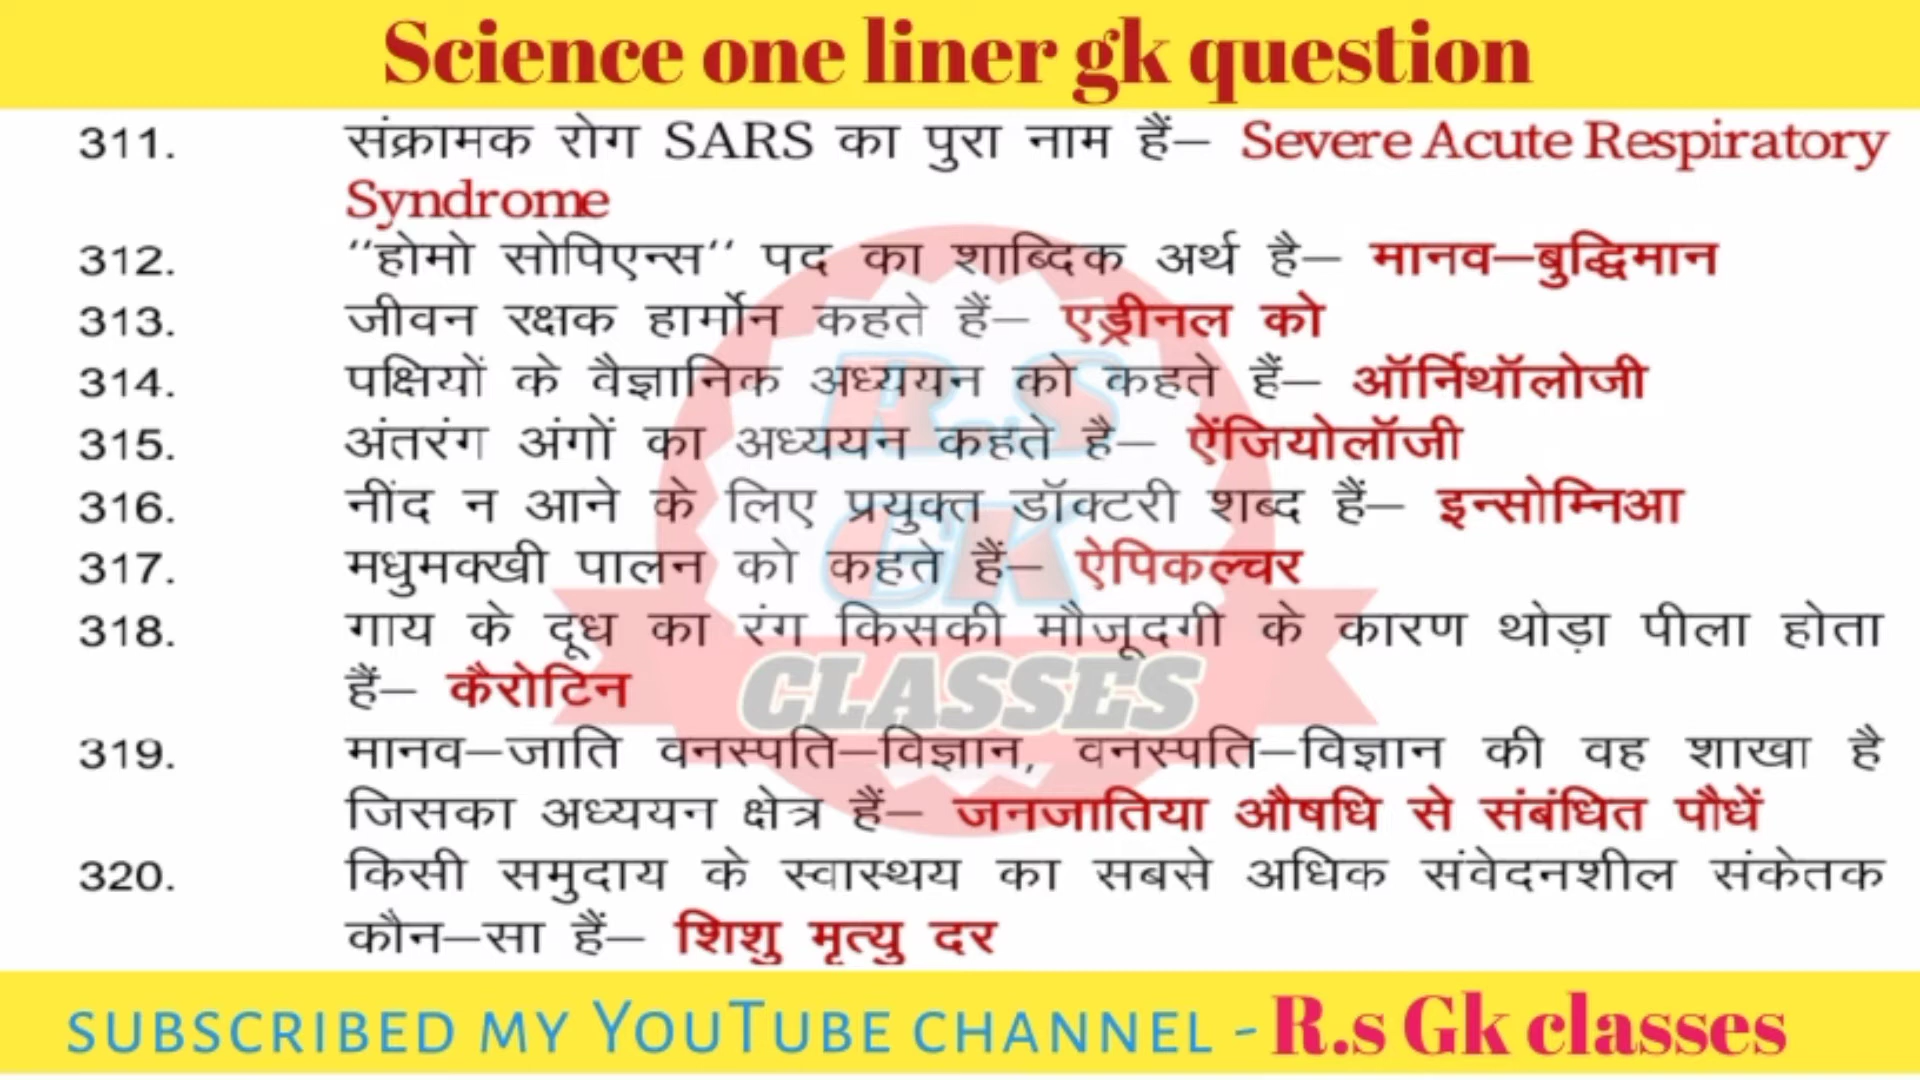 Science one liner gk question
311. संक्रामक रोग SARS का पुरा नाम हैं– Severe Acute Respiratory
Syndrome
312. ‘‘होमो सोपिएन्स’’ पद का शाब्दिक अर्थ है– मानव–बुद्धिमान
313. जीवन रक्षक हार्मोन कहते हैं– एड्रीनल को
314. पक्षियों के वैज्ञानिक अध्ययन को कहते हैं– ऑर्निथॉलोजी
315. अंतरंग अंगों का अध्ययन कहते है– ऐंजियोलॉजी
316. नींद न आने के लिए प्रयुक्त डॉक्टरी शब्द हैं– इन्सोम्निआ
317. मधुमक्खी पालन को कहते हैं– ऐपिकल्चर
318. गाय के दूध का रंग किसकी मौजूदगी के कारण थोड़ा पीला होता
हैं– कैरोटिन
319. मानव–जाति वनस्पति–विज्ञान, वनस्पति–विज्ञान की वह शाखा है
जिसका अध्ययन क्षेत्र हैं– जनजातिया औषधि से संबंधित पौधें
320. किसी समुदाय के स्वास्थय का सबसे अधिक संवेदनशील संकेतक
कौन–सा हैं– शिशु मृत्यु दर
R.S
GK
CLASSES
SUBSCRIBED MY YOUTUBE CHANNEL - R.s Gk classes